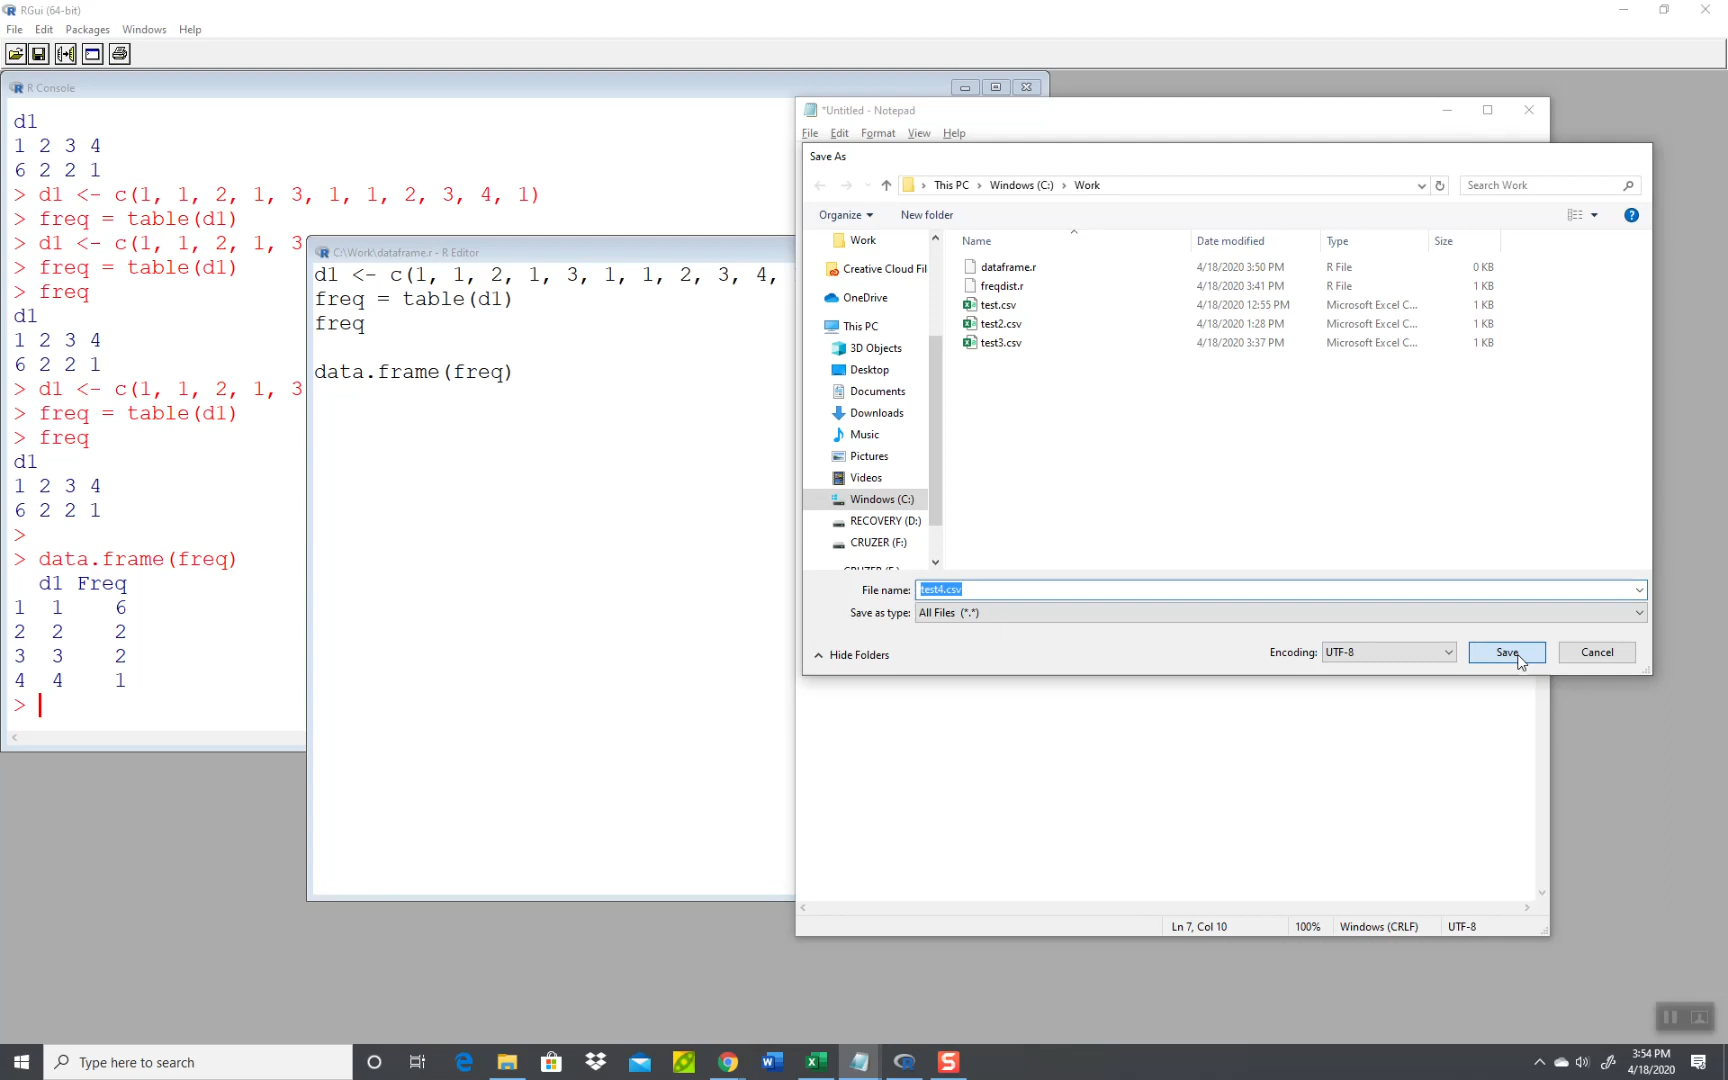 RGui (64-bit)
File Edit Packages Windows Help
R Console
d1
1 2 3 4
6 2 2 1
> d1 <- c(1, 1, 2, 1, 3, 1, 1, 2, 3, 4, 1)
> freq = table(d1)
> d1 <- c(1, 1, 2, 1, 3
> freq = table(d1)
> freq
d1
1 2 3 4
6 2 2 1
> d1 <- c(1, 1, 2, 1, 3
> freq = table(d1)
> freq
d1
1 2 3 4
6 2 2 1
>
> data.frame(freq)
d1 Freq
1 1 6
2 2 2
3 3 2
4 4 1
>
C:\Work\dataframe.r - R Editor
d1 <- c(1, 1, 2, 1, 3, 1, 1, 2, 3, 4,
freq = table(d1)
freq
data.frame(freq)
*Untitled - Notepad
File Edit Format View Help
Save As
This PC > Windows (C:) > Work
Search Work
Organize New folder
Work
Creative Cloud Fil
OneDrive
This PC
3D Objects
Desktop
Documents
Downloads
Music
Pictures
Videos
Windows (C:)
RECOVERY (D:)
CRUZER (F:)
Name Date modified Type Size
dataframe.r 4/18/2020 3:50 PM R File 0 KB
freqdist.r 4/18/2020 3:41 PM R File 1 KB
test.csv 4/18/2020 12:55 PM Microsoft Excel C... 1 KB
test2.csv 4/18/2020 1:28 PM Microsoft Excel C... 1 KB
test3.csv 4/18/2020 3:37 PM Microsoft Excel C... 1 KB
File name: test4.csv
Save as type: All Files (*.*)
Hide Folders
Encoding: UTF-8 Save Cancel
Ln 7, Col 10 100% Windows (CRLF) UTF-8
Type here to search
3:54 PM
4/18/2020